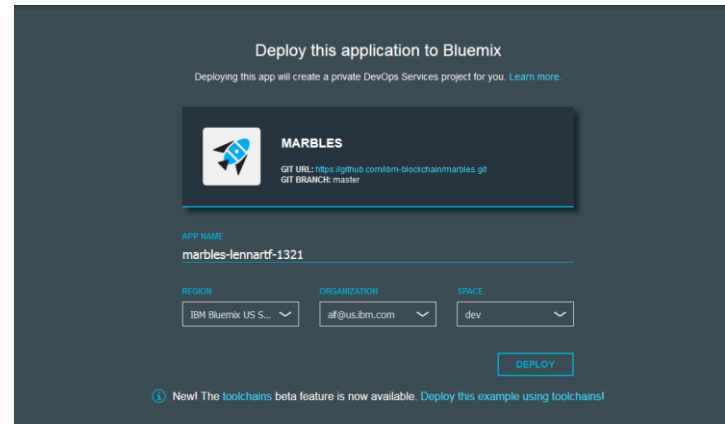 Deploy this application to Bluemix
Deploying this app will create a private DevOps Services project for you. Learn more.
MARBLES
GIT URL: https://github.com/ibm-blockchain/marbles.git
GIT BRANCH: master
APP NAME
marbles-lennartf-1321
REGION ORGANIZATION SPACE
IBM Bluemix US S... alf@us.ibm.com dev
DEPLOY
New! The toolchains beta feature is now available. Deploy this example using toolchains!